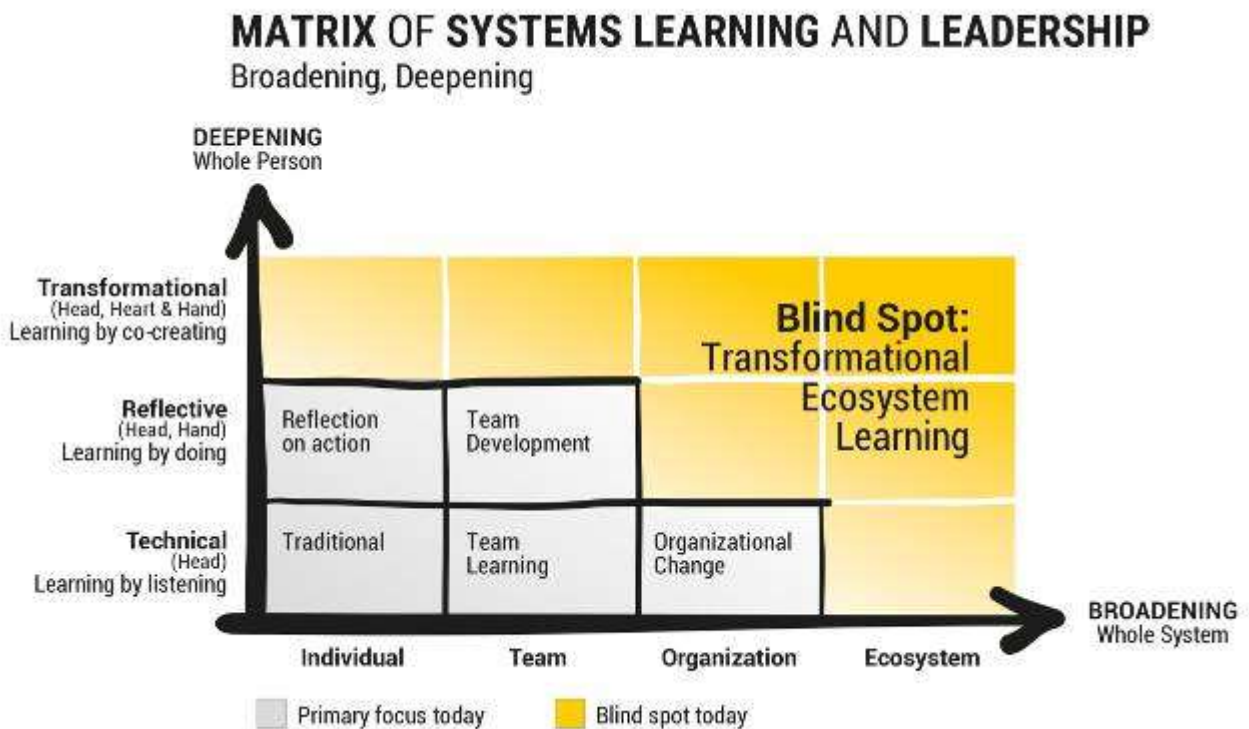 MATRIX OF SYSTEMS LEARNING AND LEADERSHIP
Broadening, Deepening
DEEPENING
Whole Person
Transformational
(Head, Heart & Hand)
Learning by co-creating
Blind Spot:
Transformational
Ecosystem
Learning
Reflective
(Head, Hand)
Learning by doing
Reflection
on action
Team
Development
Technical
(Head)
Learning by listening
Traditional
Team
Learning
Organizational
Change
BROADENING
Whole System
Individual
Team
Organization
Ecosystem
Primary focus today
Blind spot today